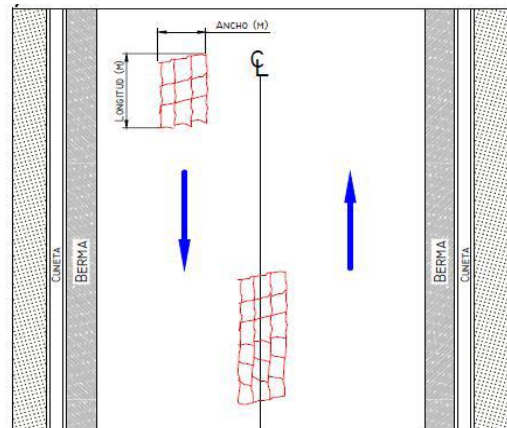 ANCHO (M)
LONGITUD (M)
CL
CUNETA
BERMA
BERMA
CUNETA